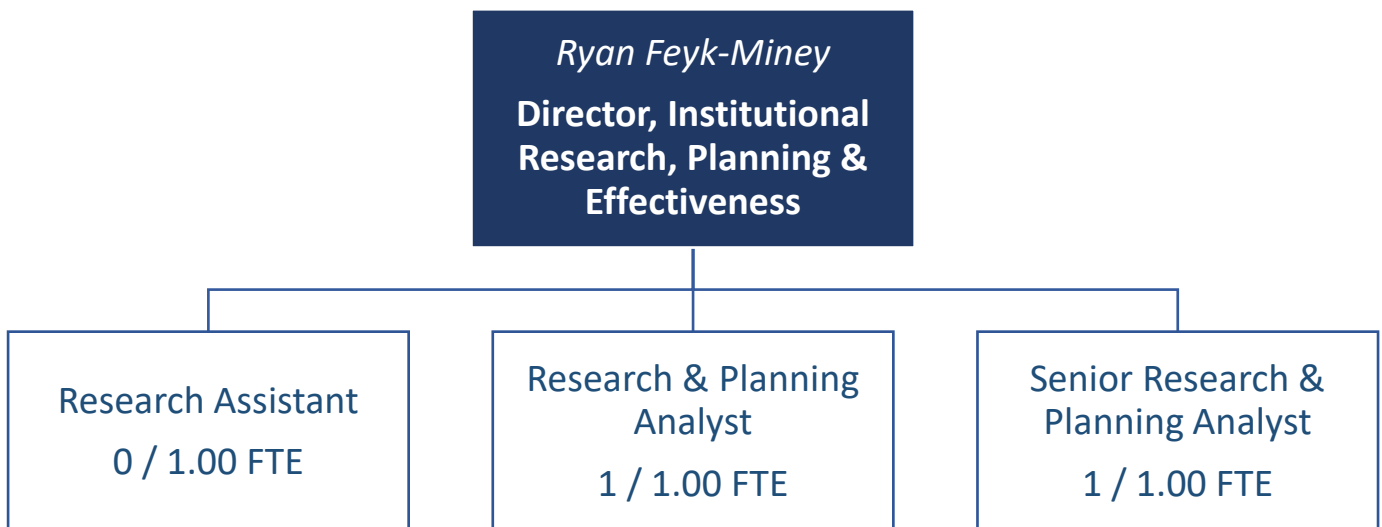 Ryan Feyk-Miney
Director, Institutional
Research, Planning &
Effectiveness
Research Assistant
0 / 1.00 FTE
Research & Planning
Analyst
1 / 1.00 FTE
Senior Research &
Planning Analyst
1 / 1.00 FTE